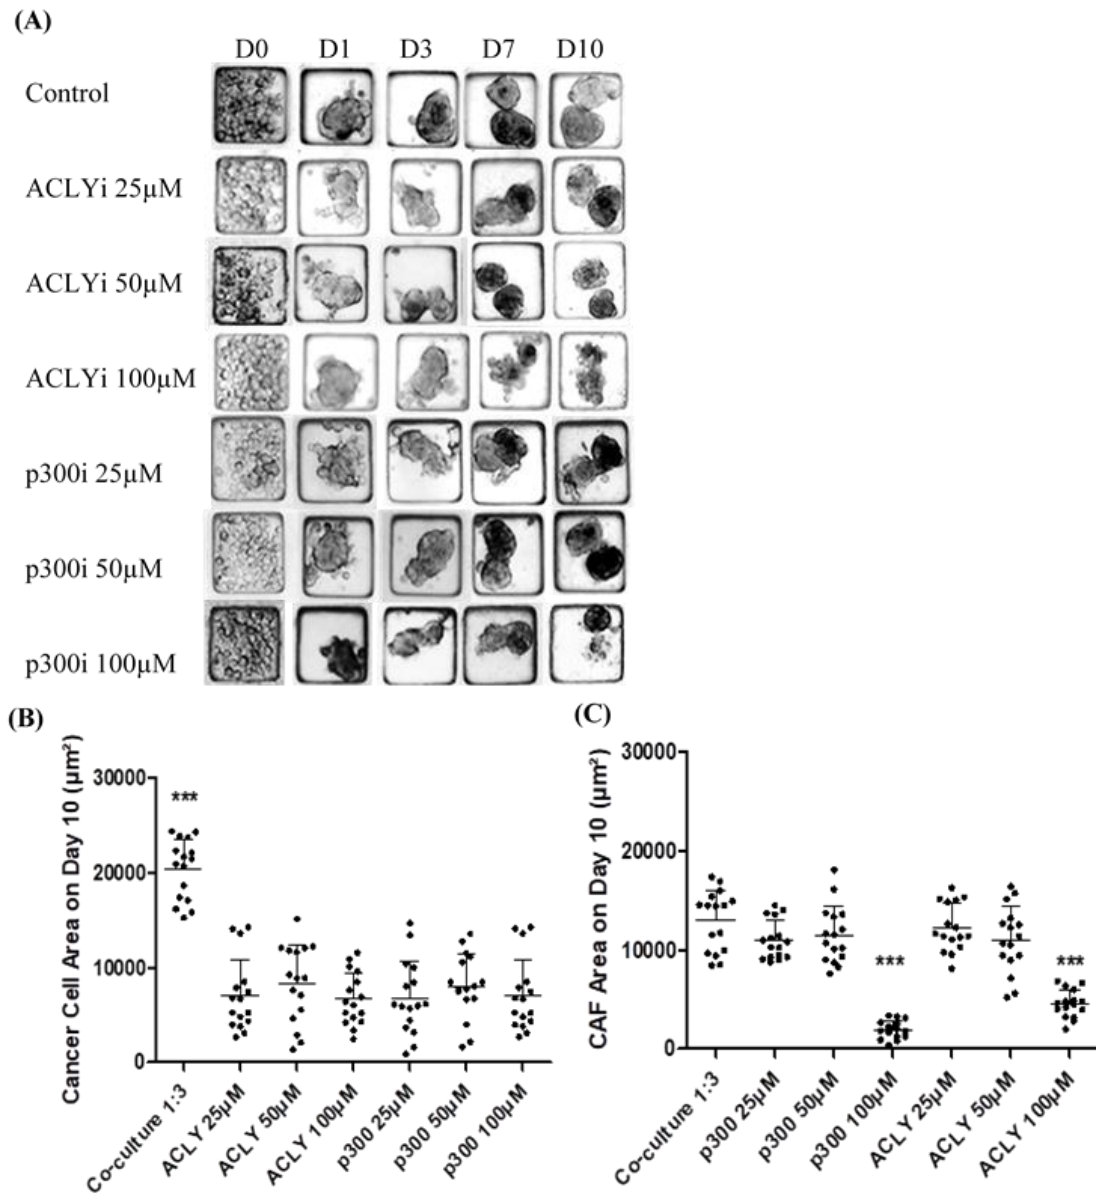 (A)
D0 D1 D3 D7 D10
Control
ACLYi 25µM
ACLYi 50µM
ACLYi 100µM
p300i 25µM
p300i 50µM
p300i 100µM
(B)
Cancer Cell Area on Day 10 (µm²)
30000
20000
10000
0
***
Co-culture 1:3
ACLY 25µM
ACLY 50µM
ACLY 100µM
p300 25µM
p300 50µM
p300 100µM
(C)
CAF Area on Day 10 (µm²)
30000
20000
10000
0
***
***
Co-culture 1:3
p300 25µM
p300 50µM
p300 100µM
ACLY 25µM
ACLY 50µM
ACLY 100µM